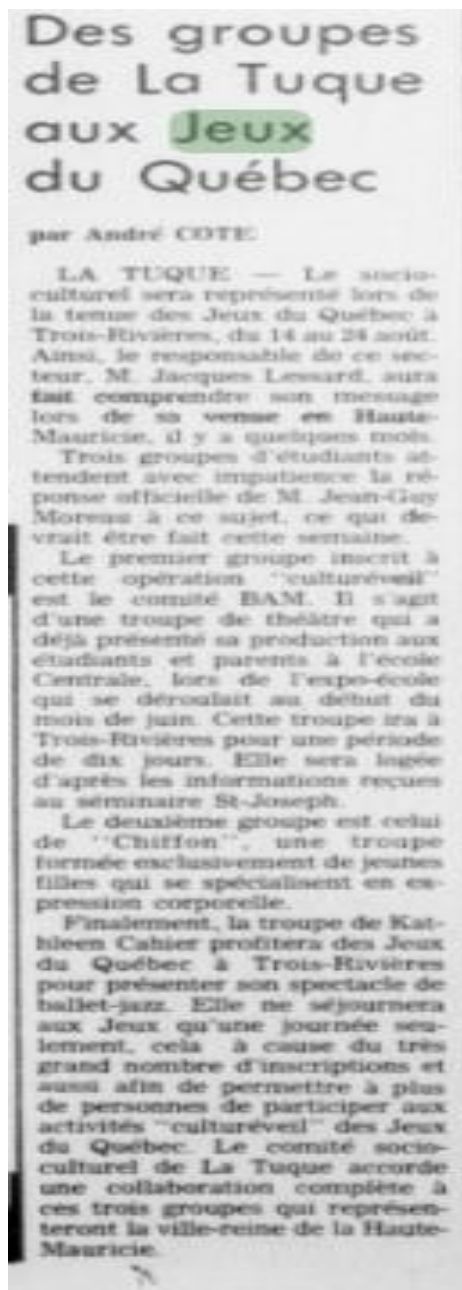 Des groupes
de La Tuque
aux Jeux
du Québec
par André COTE
LA TUQUE — Le socio-
culturel sera représenté lors de
la tenue des Jeux du Québec à
Trois-Rivières, du 14 au 24 août.
Ainsi, le responsable de ce sec-
teur, M. Jacques Lessard, aura
fait comprendre son message
lors de sa venue en Haute-
Mauricie, il y a quelques mois.
Trois groupes d'étudiants at-
tendent avec impatience la ré-
ponse officielle de M. Jean-Guy
Moreau à ce sujet, ce qui de-
vrait être fait cette semaine.
Le premier groupe inscrit à
cette opération "culturéveil"
est le comité BAM. Il s'agit
d'une troupe de théâtre qui a
déjà présenté sa production aux
étudiants et parents à l'école
Centrale, lors de l'expo-école
qui se déroulait au début du
mois de juin. Cette troupe ira à
Trois-Rivières pour une période
de dix jours. Elle sera logée
d'après les informations reçues
au séminaire St-Joseph.
Le deuxième groupe est celui
de "Chiffon", une troupe
formée exclusivement de jeunes
filles qui se spécialisent en ex-
pression corporelle.
Finalement, la troupe de Kat-
hleen Cahier profitera des Jeux
du Québec à Trois-Rivières
pour présenter son spectacle de
ballet-jazz. Elle ne séjournera
aux Jeux qu'une journée seu-
lement, cela à cause du très
grand nombre d'inscriptions et
aussi afin de permettre à plus
de personnes de participer aux
activités "culturéveil" des Jeux
du Québec. Le comité socio-
culturel de La Tuque accorde
une collaboration complète à
ces trois groupes qui représen-
teront la ville-reine de la Haute-
Mauricie.